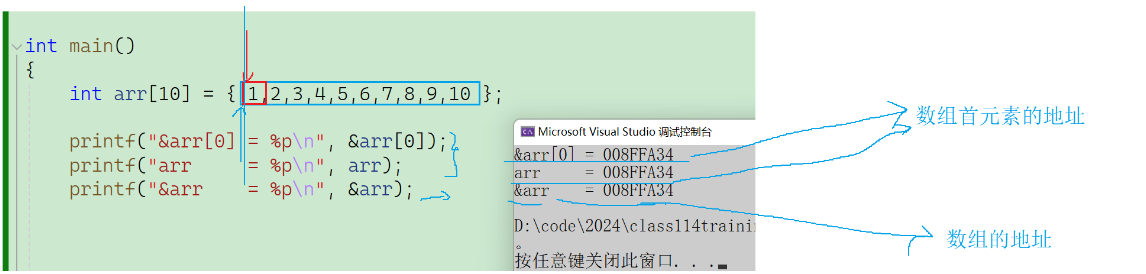 int main()
{
int arr[10] = { 1,2,3,4,5,6,7,8,9,10 };
printf("&arr[0] = %p\n", &arr[0]);
printf("arr     = %p\n", arr);
printf("&arr    = %p\n", &arr);
Microsoft Visual Studio 调试控制台
&arr[0] = 008FFA34
arr     = 008FFA34
&arr    = 008FFA34
D:\code\2024\class114traini
。
按任意键关闭此窗口. . .
数组首元素的地址
数组的地址